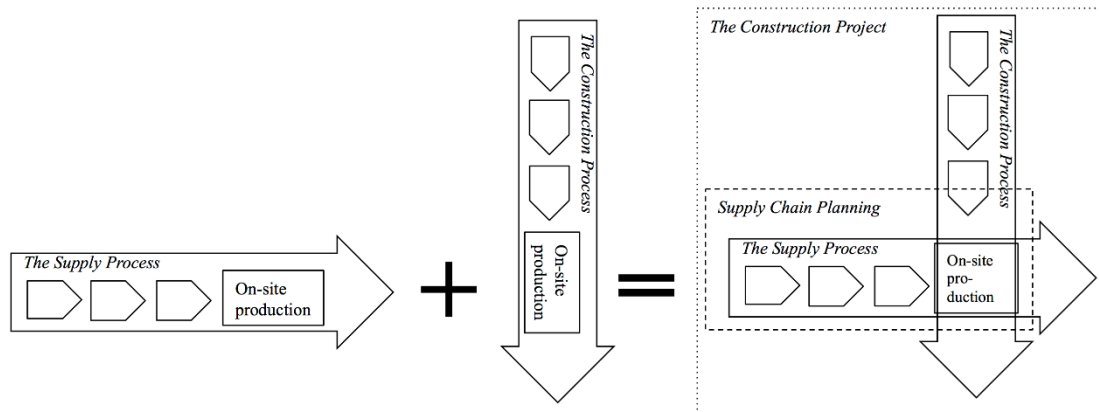 The Supply Process
On-site
production
+
The Construction Process
On-site
production
=
The Construction Project
The Construction Process
Supply Chain Planning
The Supply Process
On-site
pro-
duction